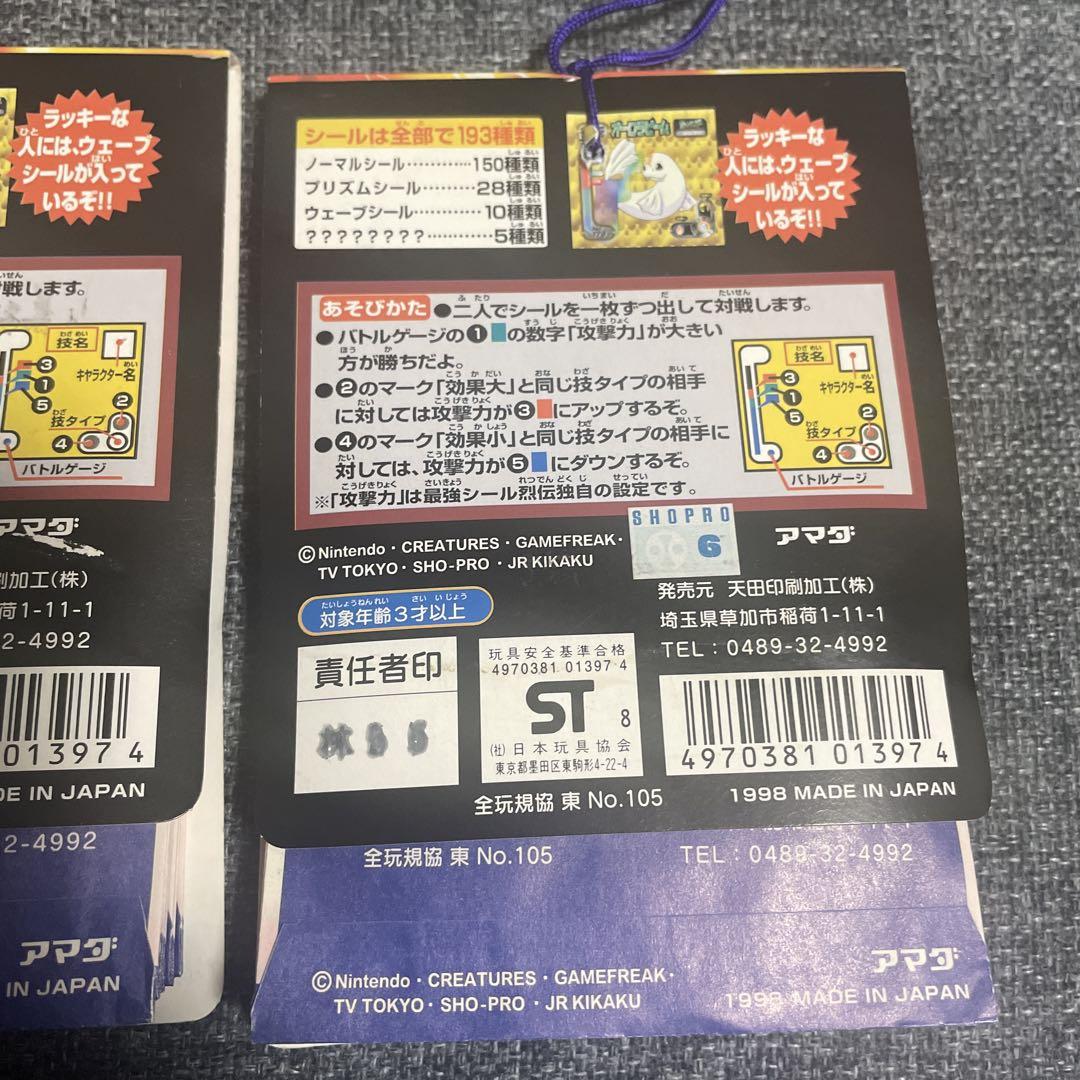 ラッキーな
人には、ウェーブ
シールが入って
いるぞ!!
対戦します。
技名
キャラクター名
3
1
5
2
技タイプ
4
バトルゲージ
アマダ
刷加工(株)
荷1-11-1
32-4992
01397 4
DE IN JAPAN
2-4992
アマダ
IN JAPAN
シールは全部で193種類
ノーマルシール…………150種類
プリズムシール………28種類
ウェーブシール…………10種類
????????…………5種類
オーロラビーム
ラッキーな
人には、ウェーブ
シールが入って
いるぞ!!
あそびかた ●二人でシールを一枚ずつ出して対戦します。
●バトルゲージの❶の数字「攻撃力」が大きい
方が勝ちだよ。
●❷のマーク「効果大」と同じ技タイプの相手
に対しては攻撃力が❸にアップするぞ。
●❹のマーク「効果小」と同じ技タイプの相手に
対しては、攻撃力が❺にダウンするぞ。
※「攻撃力」は最強シール烈伝独自の設定です。
技名
キャラクター名
3
1
5
2
技タイプ
4
バトルゲージ
©Nintendo・CREATURES・GAMEFREAK・
TV TOKYO・SHO-PRO・JR KIKAKU
SHOPRO
6
アマダ
発売元 天田印刷加工(株)
埼玉県草加市稲荷1-11-1
TEL:0489-32-4992
対象年齢3才以上
責任者印
林55
玩具安全基準合格
4970381 01397 4
ST 8
(社)日本玩具協会
東京都墨田区東駒形4-22-4
4970381 01397 4
全玩規協 東 No.105
1998 MADE IN JAPAN
全玩規協 東 No.105
TEL:0489-32-4992
アマダ
©Nintendo・CREATURES・GAMEFREAK・
TV TOKYO・SHO-PRO・JR KIKAKU
1998 MADE IN JAPAN